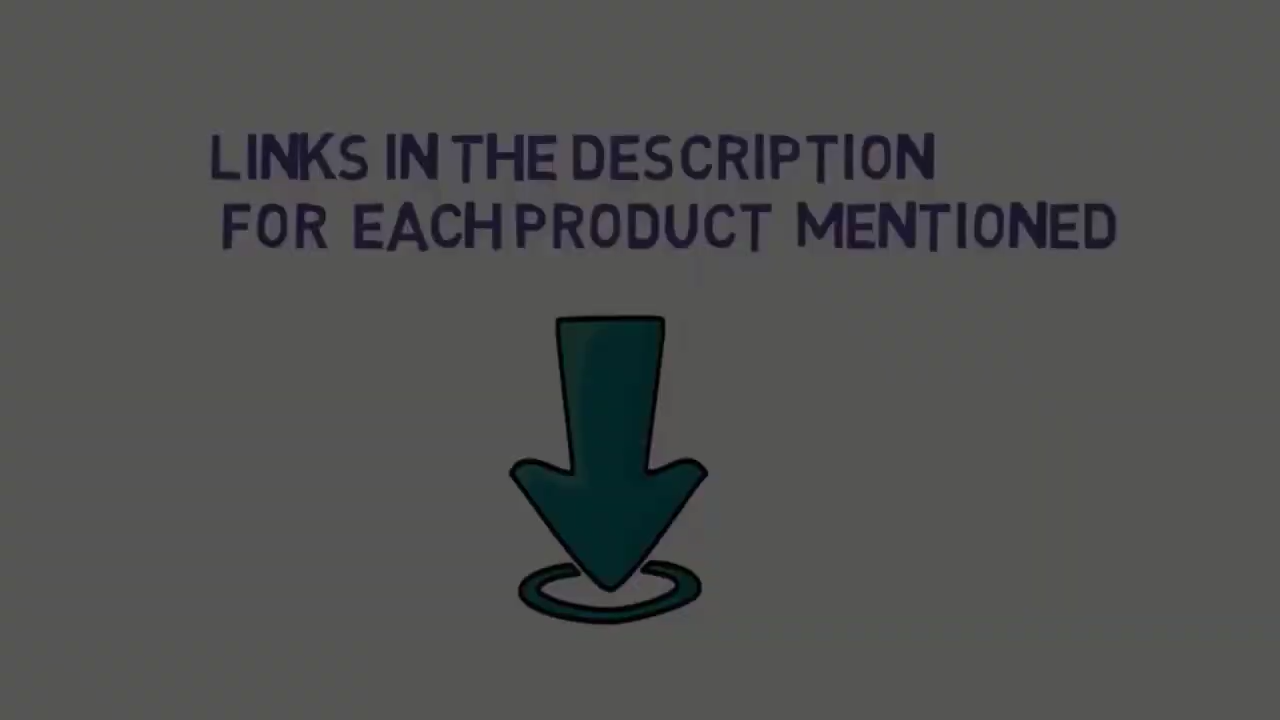 LINKS IN THE DESCRIPTION
FOR EACH PRODUCT MENTIONED